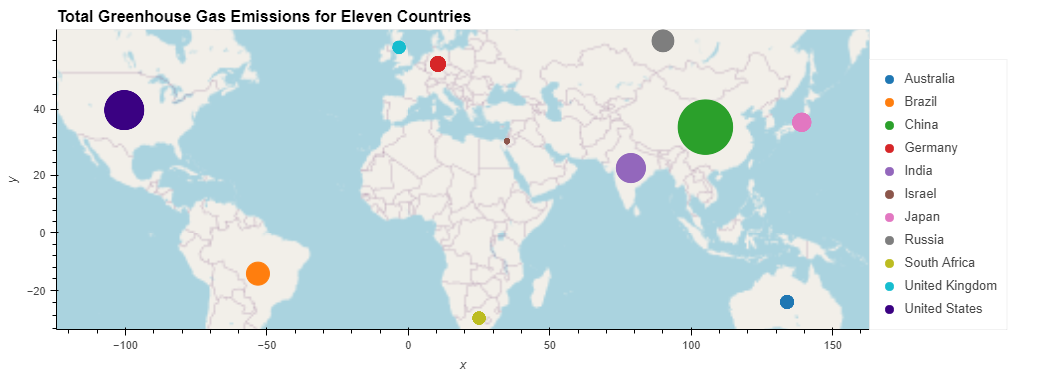 Total Greenhouse Gas Emissions for Eleven Countries
y
40
20
0
−20
−100
−50
0
50
100
150
x
Australia
Brazil
China
Germany
India
Israel
Japan
Russia
South Africa
United Kingdom
United States